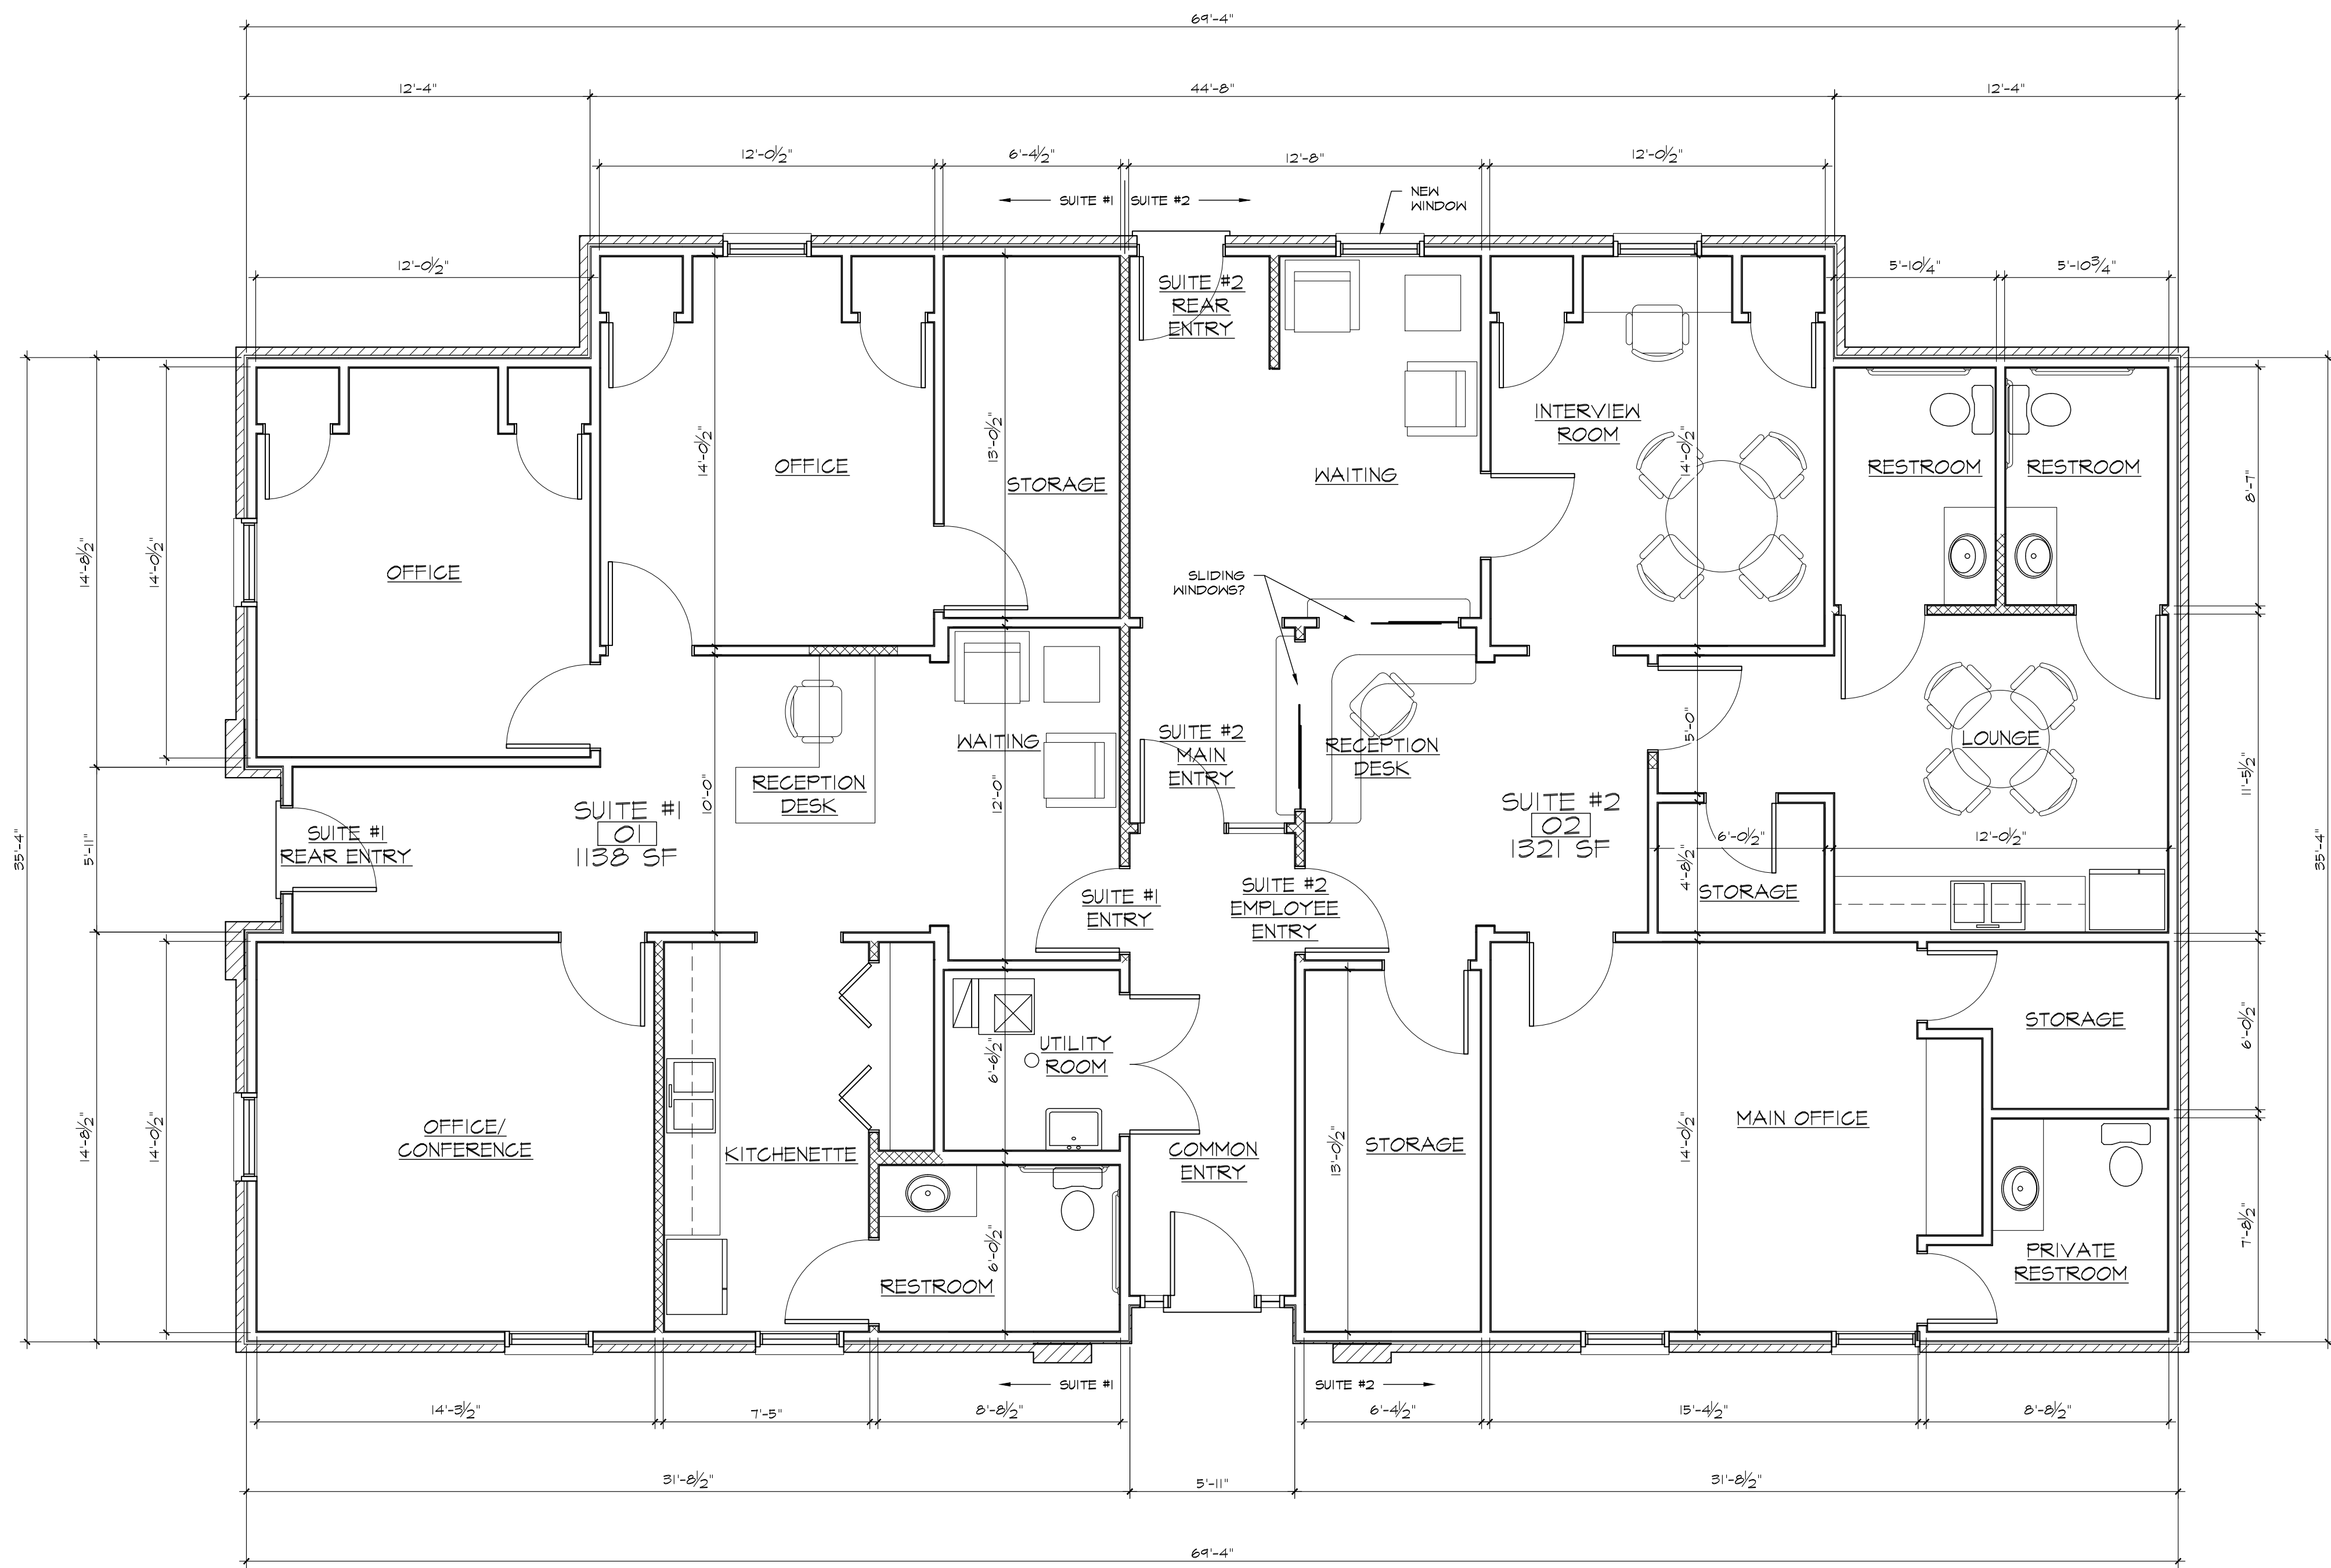 69'-4"
12'-4"
44'-8"
12'-4"
12'-0½"
6'-4½"
12'-8"
12'-0½"
SUITE #1
SUITE #2
NEW
WINDOW
12'-0½"
5'-10¼"
5'-10¾"
SUITE #2
REAR
ENTRY
INTERVIEW
ROOM
14'-0½"
OFFICE
13'-0½"
STORAGE
WAITING
14'-0½"
RESTROOM
RESTROOM
8'-7"
14'-8½"
14'-0½"
OFFICE
SLIDING
WINDOWS?
WAITING
SUITE #2
MAIN
ENTRY
RECEPTION
DESK
5'-0"
LOUNGE
11'-5½"
RECEPTION
DESK
10'-0"
12'-0"
SUITE #1
01
1138 SF
SUITE #2
02
1321 SF
35'-4"
5'-11"
SUITE #1
REAR ENTRY
6'-0½"
12'-0½"
35'-4"
4'-8½"
STORAGE
SUITE #1
ENTRY
SUITE #2
EMPLOYEE
ENTRY
UTILITY
ROOM
6'-6½"
STORAGE
6'-0½"
14'-8½"
14'-0½"
OFFICE/
CONFERENCE
KITCHENETTE
COMMON
ENTRY
13'-0½"
STORAGE
14'-0½"
MAIN OFFICE
RESTROOM
6'-0½"
PRIVATE
RESTROOM
7'-8½"
SUITE #1
SUITE #2
14'-3½"
7'-5"
8'-8½"
6'-4½"
15'-4½"
8'-8½"
31'-8½"
5'-11"
31'-8½"
69'-4"